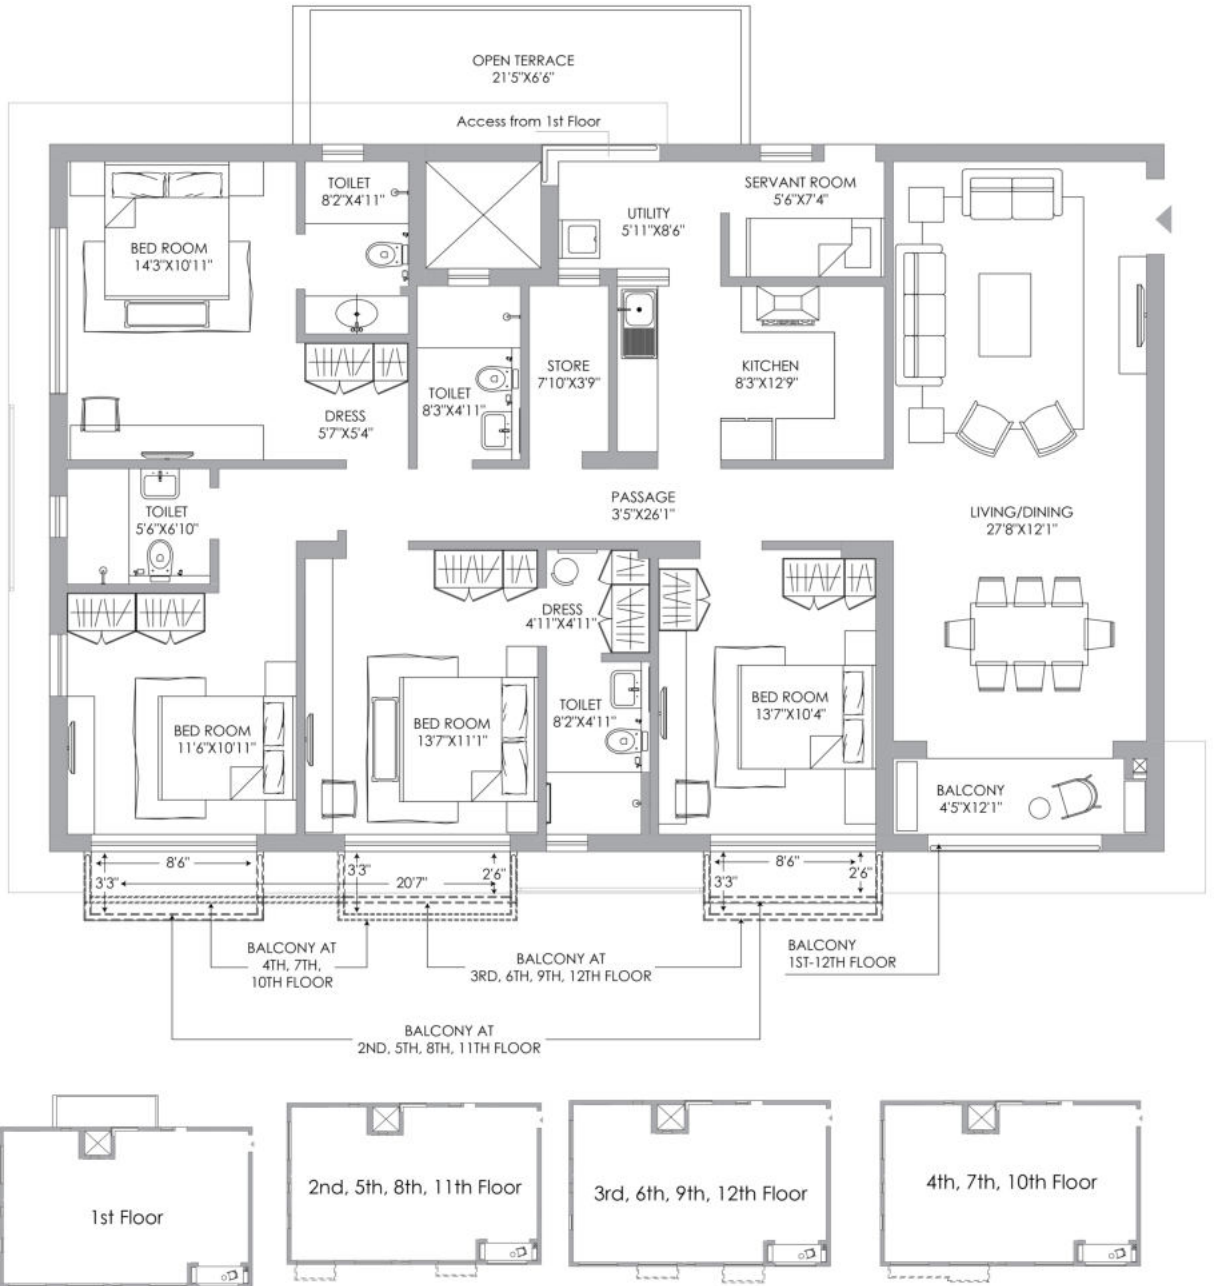 OPEN TERRACE
21'5"X6'6"
Access from 1st Floor
TOILET
8'2"X4'11"
SERVANT ROOM
5'6"X7'4"
UTILITY
5'11"X8'6"
BED ROOM
14'3"X10'11"
STORE
7'10"X3'9"
KITCHEN
8'3"X12'9"
TOILET
8'3"X4'11"
DRESS
5'7"X5'4"
PASSAGE
3'5"X26'1"
LIVING/DINING
27'8"X12'1"
TOILET
5'6"X6'10"
DRESS
4'11"X4'11"
BED ROOM
11'6"X10'11"
BED ROOM
13'7"X11'1"
TOILET
8'2"X4'11"
BED ROOM
13'7"X10'4"
BALCONY
4'5"X12'1"
8'6"
3'3"
20'7"
3'3"
2'6"
8'6"
3'3"
2'6"
BALCONY AT
4TH, 7TH,
10TH FLOOR
BALCONY AT
3RD, 6TH, 9TH, 12TH FLOOR
BALCONY
1ST-12TH FLOOR
BALCONY AT
2ND, 5TH, 8TH, 11TH FLOOR
1st Floor
2nd, 5th, 8th, 11th Floor
3rd, 6th, 9th, 12th Floor
4th, 7th, 10th Floor